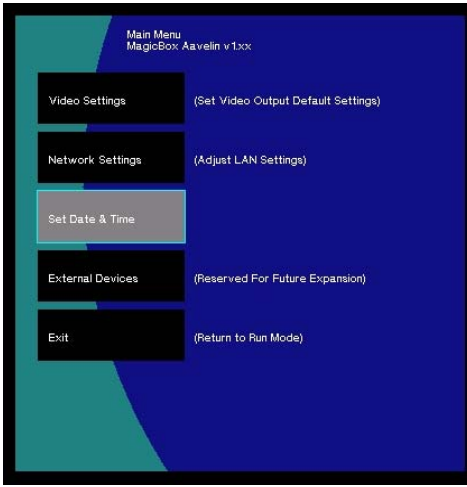 Main Menu
MagicBox Aavelin v1.xx
Video Settings (Set Video Output Default Settings)
Network Settings (Adjust LAN Settings)
Set Date & Time
External Devices (Reserved For Future Expansion)
Exit (Return to Run Mode)